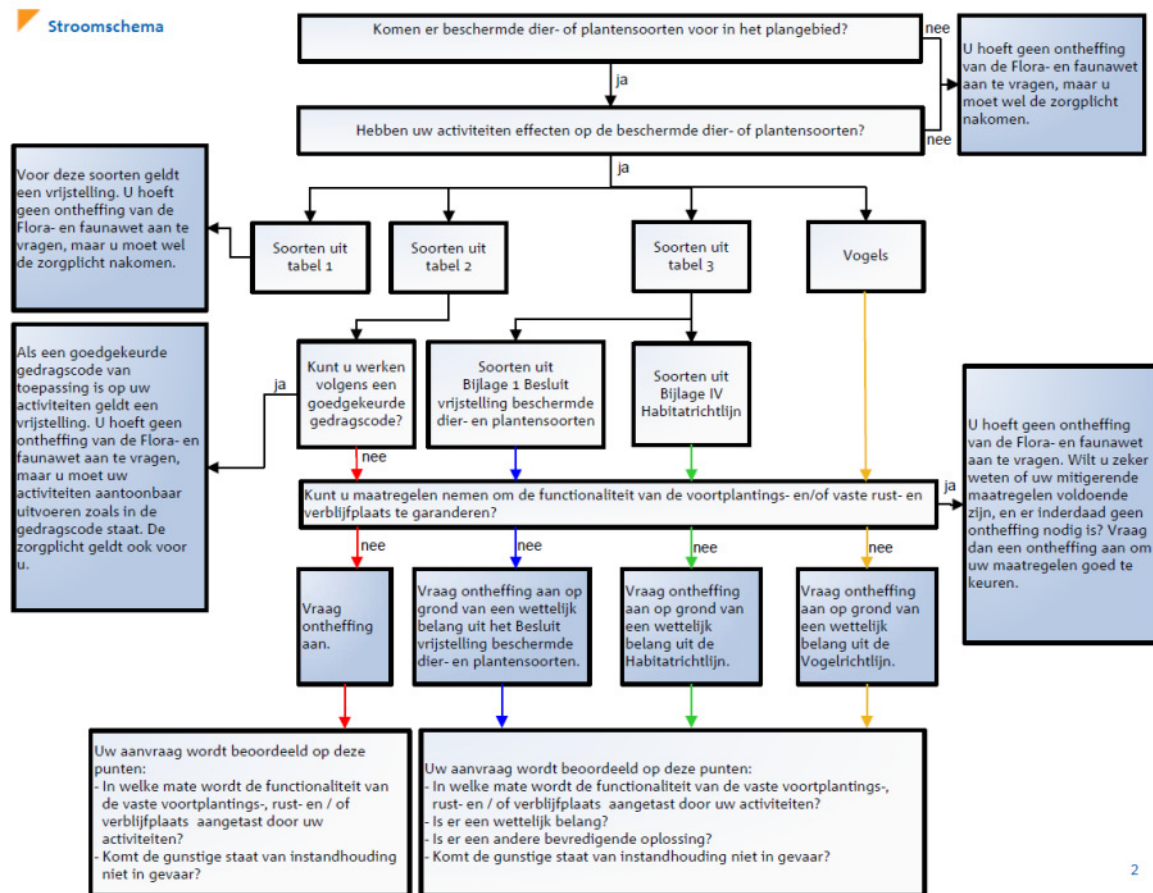 Stroomschema
Komen er beschermde dier- of plantensoorten voor in het plangebied?
nee
U hoeft geen ontheffing
van de Flora- en faunawet
aan te vragen, maar u
moet wel de zorgplicht
nakomen.
ja
Hebben uw activiteiten effecten op de beschermde dier- of plantensoorten?
nee
ja
Voor deze soorten geldt
een vrijstelling. U hoeft
geen ontheffing van de
Flora- en faunawet aan te
vragen, maar u moet wel
de zorgplicht nakomen.
Soorten uit
tabel 1
Soorten uit
tabel 2
Soorten uit
tabel 3
Vogels
Als een goedgekeurde
gedragscode van
toepassing is op uw
activiteiten geldt een
vrijstelling. U hoeft geen
ontheffing van de Flora- en
faunawet aan te vragen,
maar u moet uw
activiteiten aantoonbaar
uitvoeren zoals in de
gedragscode staat. De
zorgplicht geldt ook voor
u.
ja
Kunt u werken
volgens een
goedgekeurde
gedragscode?
Soorten uit
Bijlage 1 Besluit
vrijstelling beschermde
dier- en plantensoorten
Soorten uit
Bijlage IV
Habitatrichtlijn
nee
Kunt u maatregelen nemen om de functionaliteit van de voortplantings- en/of vaste rust- en
verblijfplaats te garanderen?
ja
U hoeft geen ontheffing
van de Flora- en faunawet
aan te vragen. Wilt u zeker
weten of uw mitigerende
maatregelen voldoende
zijn, en er inderdaad geen
ontheffing nodig is? Vraag
dan een ontheffing aan om
uw maatregelen goed te
keuren.
nee
nee
nee
nee
Vraag
ontheffing
aan.
Vraag ontheffing aan op
grond van een wettelijk
belang uit het Besluit
vrijstelling beschermde
dier- en plantensoorten.
Vraag ontheffing
aan op grond van
een wettelijk
belang uit de
Habitatrichtlijn.
Vraag ontheffing
aan op grond van
een wettelijk
belang uit de
Vogelrichtlijn.
Uw aanvraag wordt beoordeeld op deze
punten:
- In welke mate wordt de functionaliteit van
de vaste voortplantings-, rust- en / of
verblijfplaats aangetast door uw
activiteiten?
- Komt de gunstige staat van instandhouding
niet in gevaar?
Uw aanvraag wordt beoordeeld op deze punten:
- In welke mate wordt de functionaliteit van de vaste voortplantings-,
rust- en / of verblijfplaats aangetast door uw activiteiten?
- Is er een wettelijk belang?
- Is er een andere bevredigende oplossing?
- Komt de gunstige staat van instandhouding niet in gevaar?
2